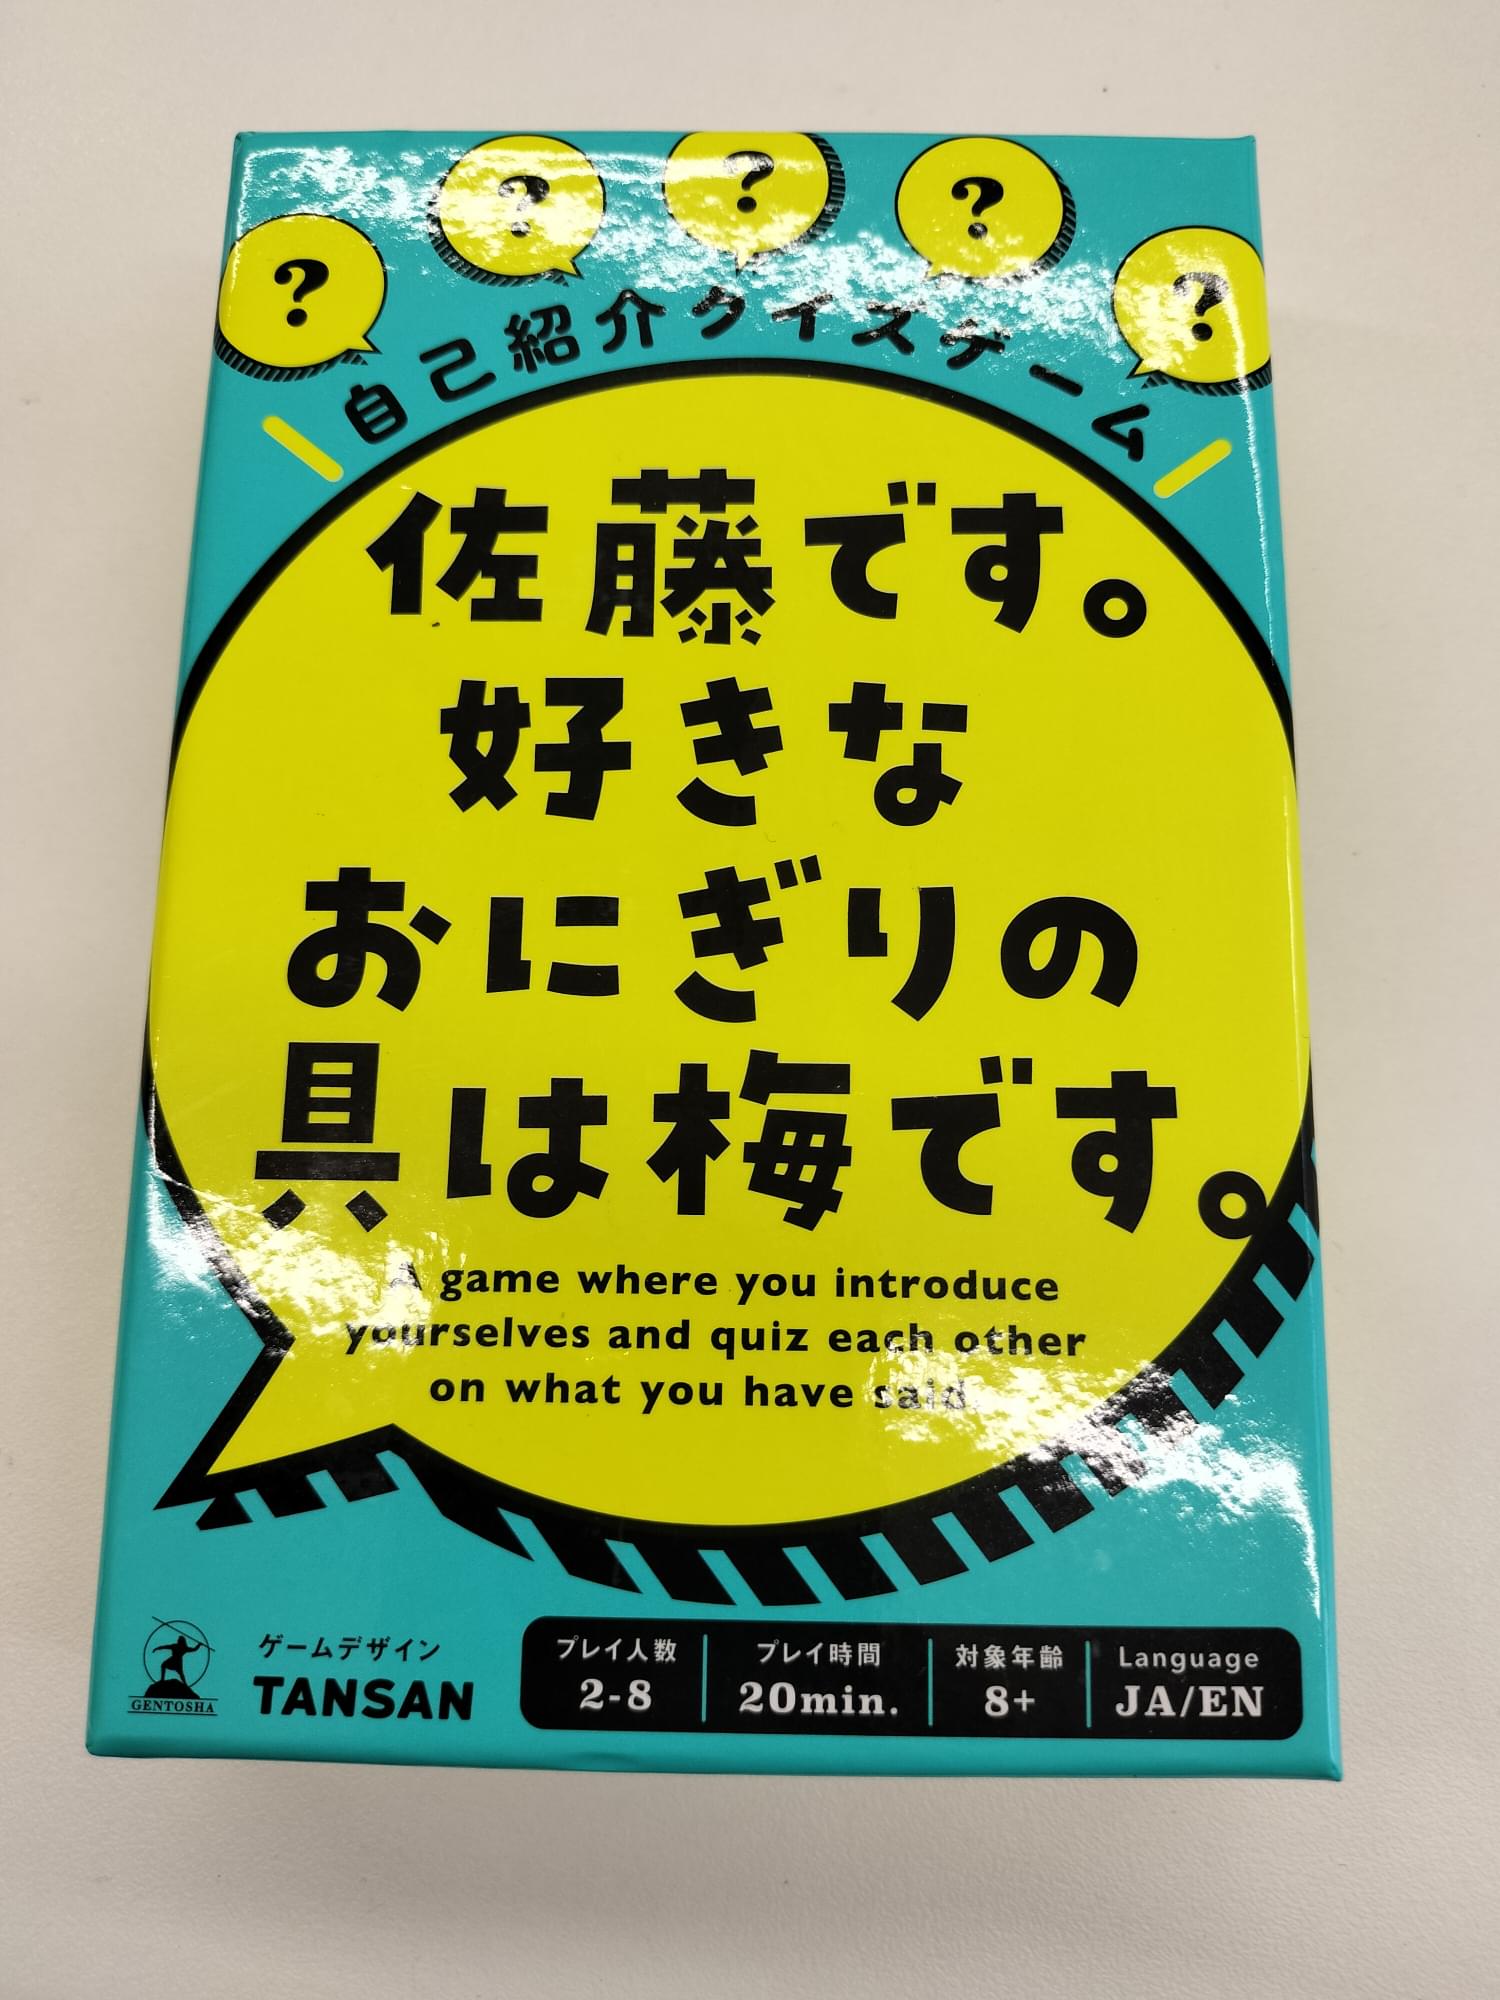 ?
?
?
?
?
自己紹介クイズゲーム
佐藤です。
好きな
おにぎりの
具は梅です。
A game where you introduce
yourselves and quiz each other
on what you have said.
GENTOSHA
ゲームデザイン
TANSAN
プレイ人数
2-8
プレイ時間
20min.
対象年齢
8+
Language
JA/EN